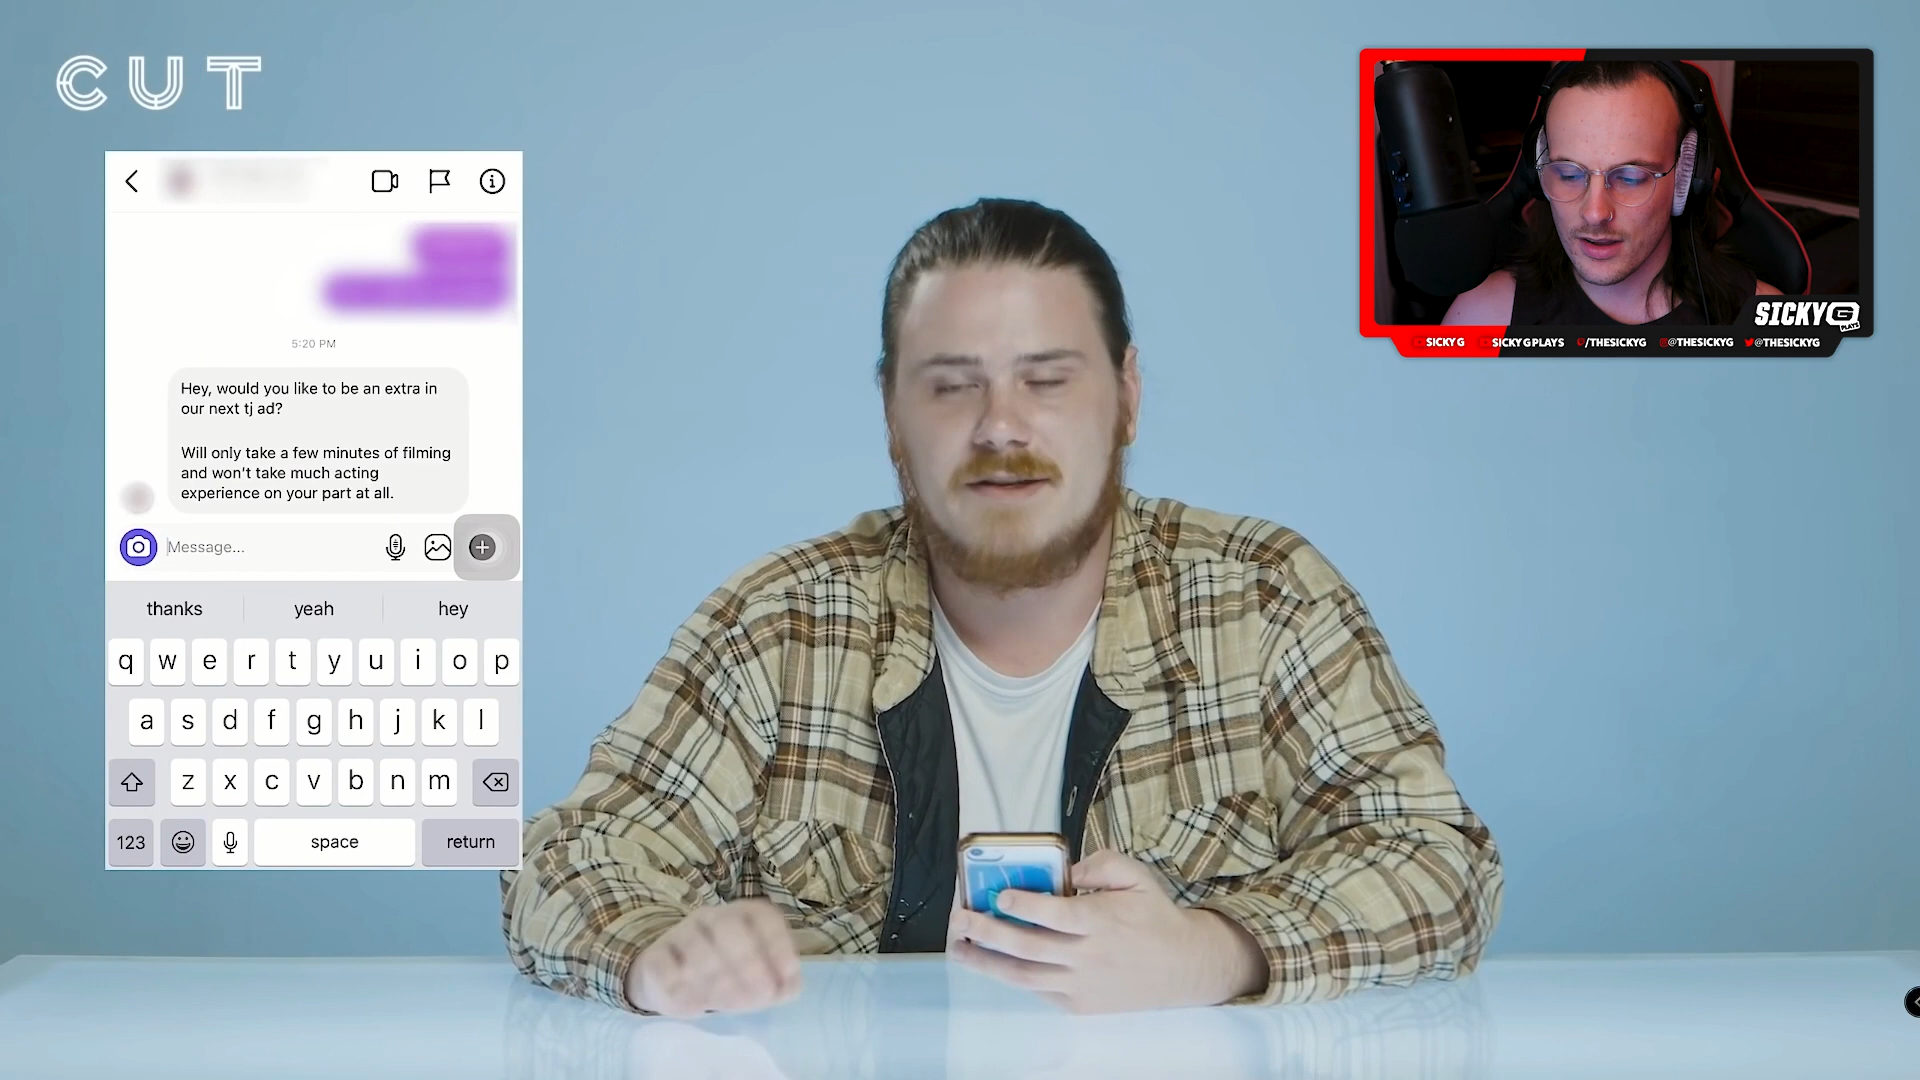 CUT
5:20 PM
Hey, would you like to be an extra in
our next tj ad?
Will only take a few minutes of filming
and won't take much acting
experience on your part at all.
Message...
thanks yeah hey
q w e r t y u i o p
a s d f g h j k l
z x c v b n m
123 space return
SICKY G
PLAYS
SICKY G SICKY G PLAYS /THESICKYG @THESICKYG @THESICKYG